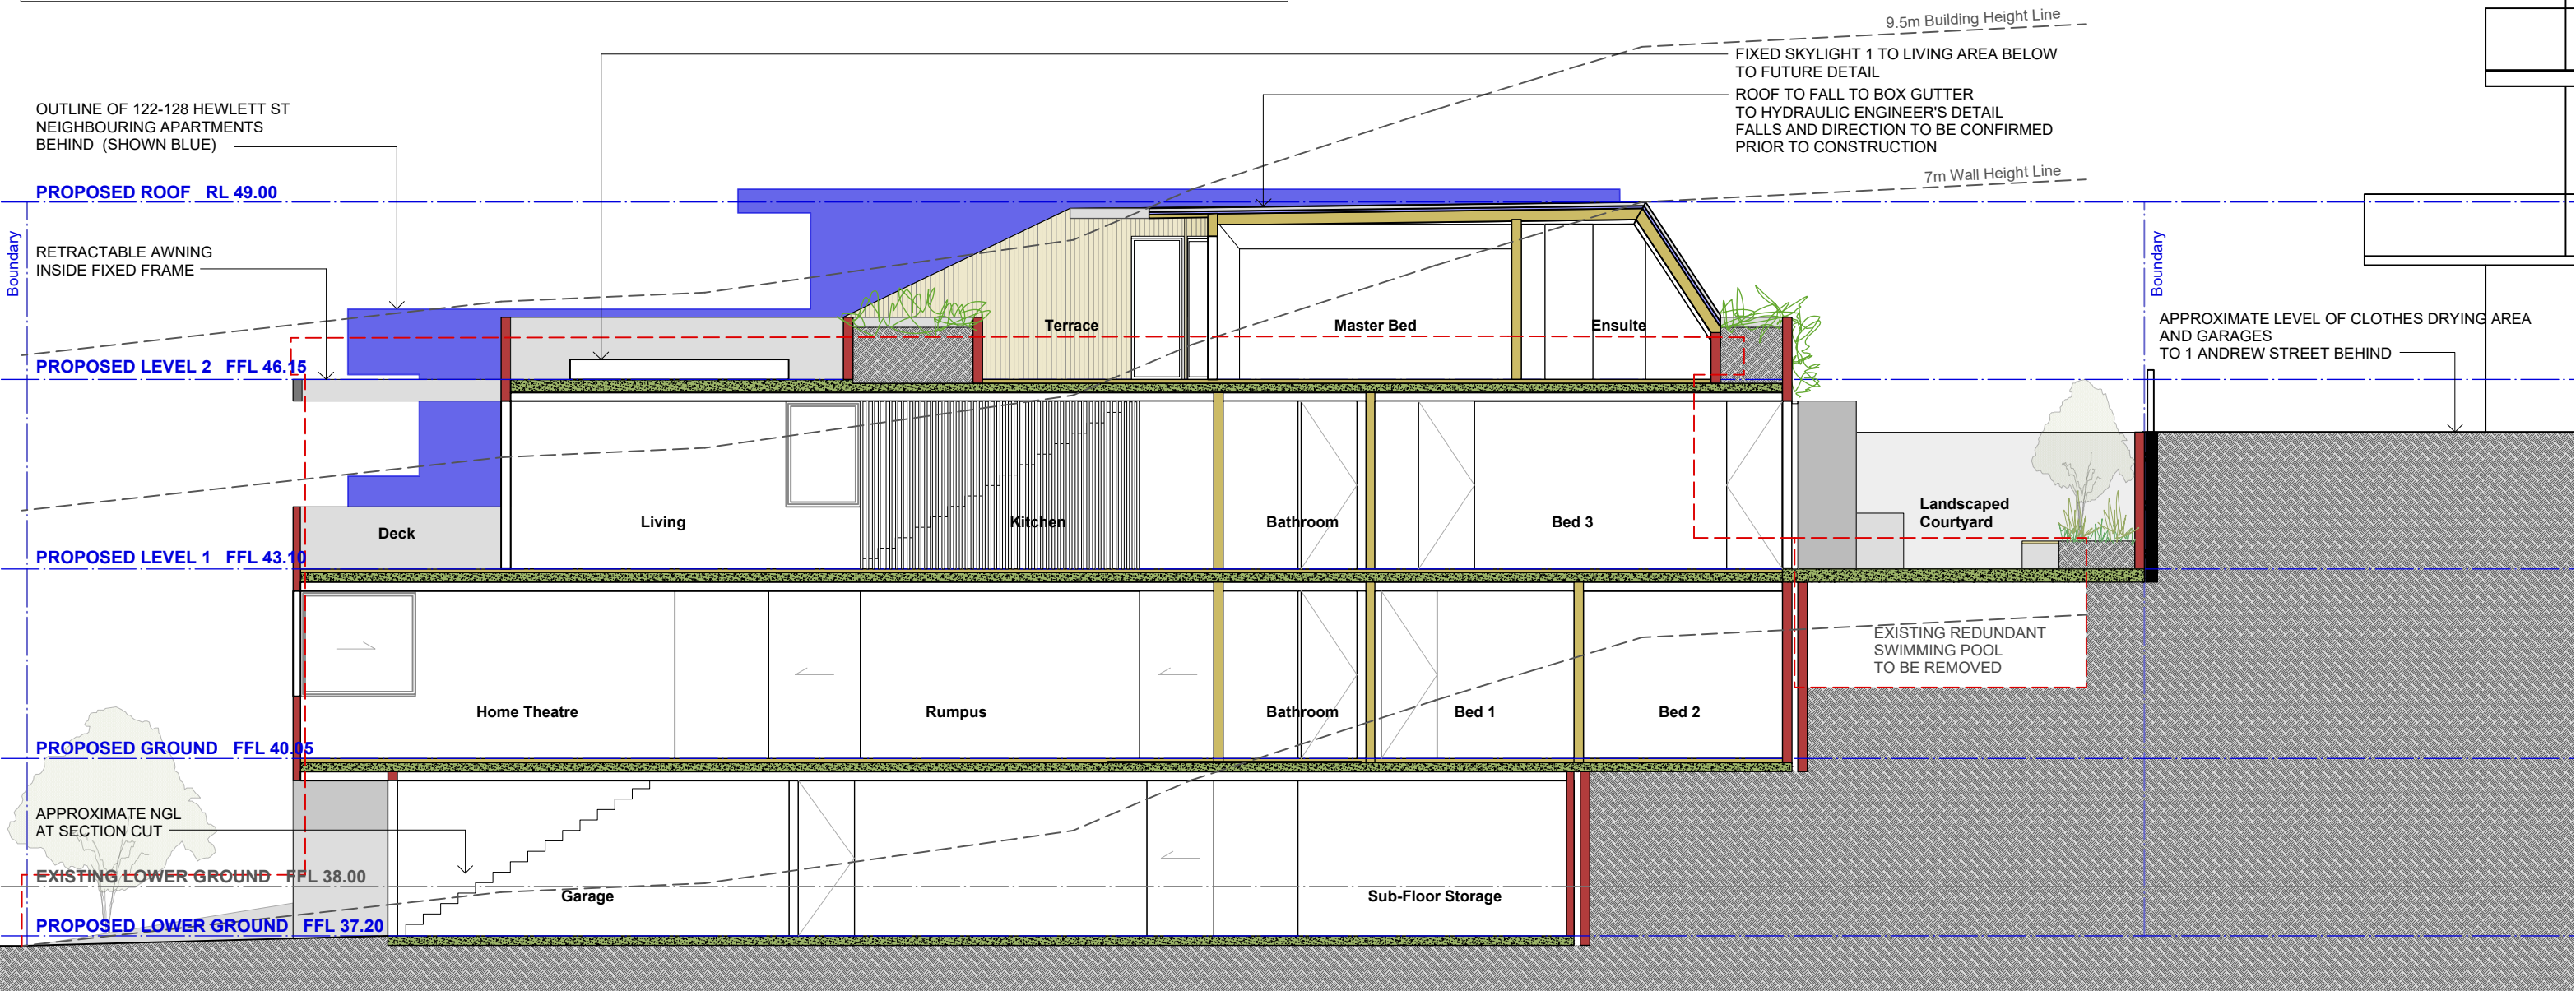 9.5m Building Height Line
FIXED SKYLIGHT 1 TO LIVING AREA BELOW
TO FUTURE DETAIL
ROOF TO FALL TO BOX GUTTER
TO HYDRAULIC ENGINEER'S DETAIL
FALLS AND DIRECTION TO BE CONFIRMED
PRIOR TO CONSTRUCTION
OUTLINE OF 122-128 HEWLETT ST
NEIGHBOURING APARTMENTS
BEHIND (SHOWN BLUE)
7m Wall Height Line
PROPOSED ROOF RL 49.00
Boundary
RETRACTABLE AWNING
INSIDE FIXED FRAME
Boundary
APPROXIMATE LEVEL OF CLOTHES DRYING AREA
AND GARAGES
TO 1 ANDREW STREET BEHIND
Terrace
Master Bed
Ensuite
PROPOSED LEVEL 2 FFL 46.15
Deck
Living
Kitchen
Bathroom
Bed 3
Landscaped
Courtyard
PROPOSED LEVEL 1 FFL 43.10
EXISTING REDUNDANT
SWIMMING POOL
TO BE REMOVED
Home Theatre
Rumpus
Bathroom
Bed 1
Bed 2
PROPOSED GROUND FFL 40.05
APPROXIMATE NGL
AT SECTION CUT
EXISTING LOWER GROUND FFL 38.00
Garage
Sub-Floor Storage
PROPOSED LOWER GROUND FFL 37.20